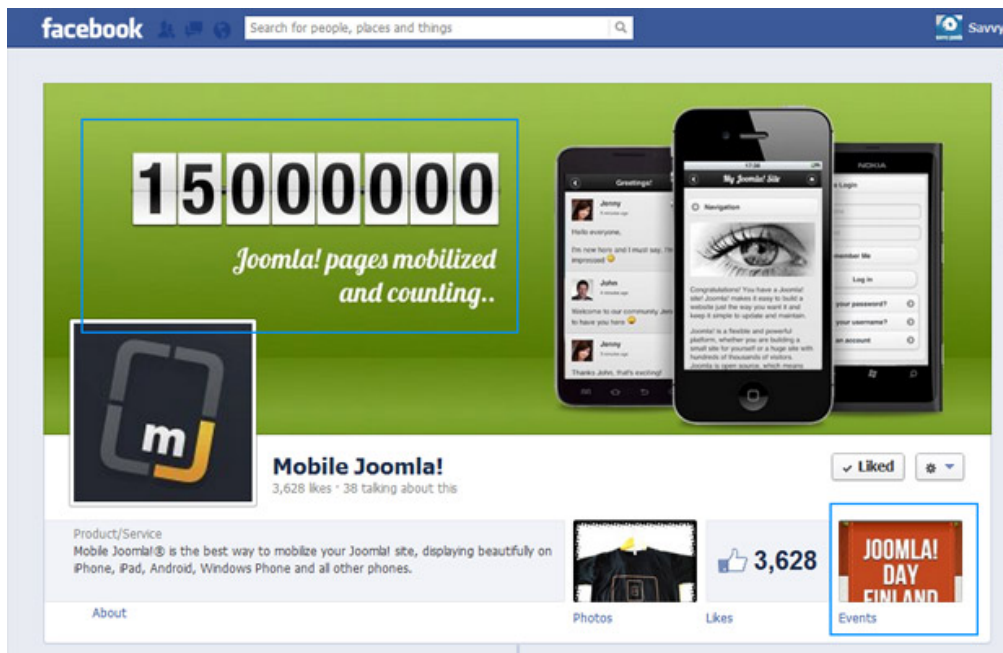 facebook
Search for people, places and things
Savvy
15000000
Joomla! pages mobilized
and counting..
Greetings!
Jenny
Hello everyone,
I'm new here and I must say, I'm
impressed
John
Welcome to our community Jenny
to have you here
Jenny
Thanks John, that's exciting!
17:38
My Joomla! Site
Navigation
Congratulations! You have a Joomla!
site! Joomla! makes it easy to build a
website just the way you want it and
keep it simple to update and maintain.
Joomla! is a flexible and powerful
platform, whether you are building a
small site for yourself or a huge site with
hundreds of thousands of visitors.
Joomla is open source, which means
NOKIA
Login
member Me
Log in
your password?
your username?
an account
mJ
Mobile Joomla!
3,628 likes · 38 talking about this
Liked
Product/Service
Mobile Joomla!® is the best way to mobilize your Joomla! site, displaying beautifully on
iPhone, iPad, Android, Windows Phone and all other phones.
About
Photos
3,628
Likes
JOOMLA!
DAY
FINLAND
Events